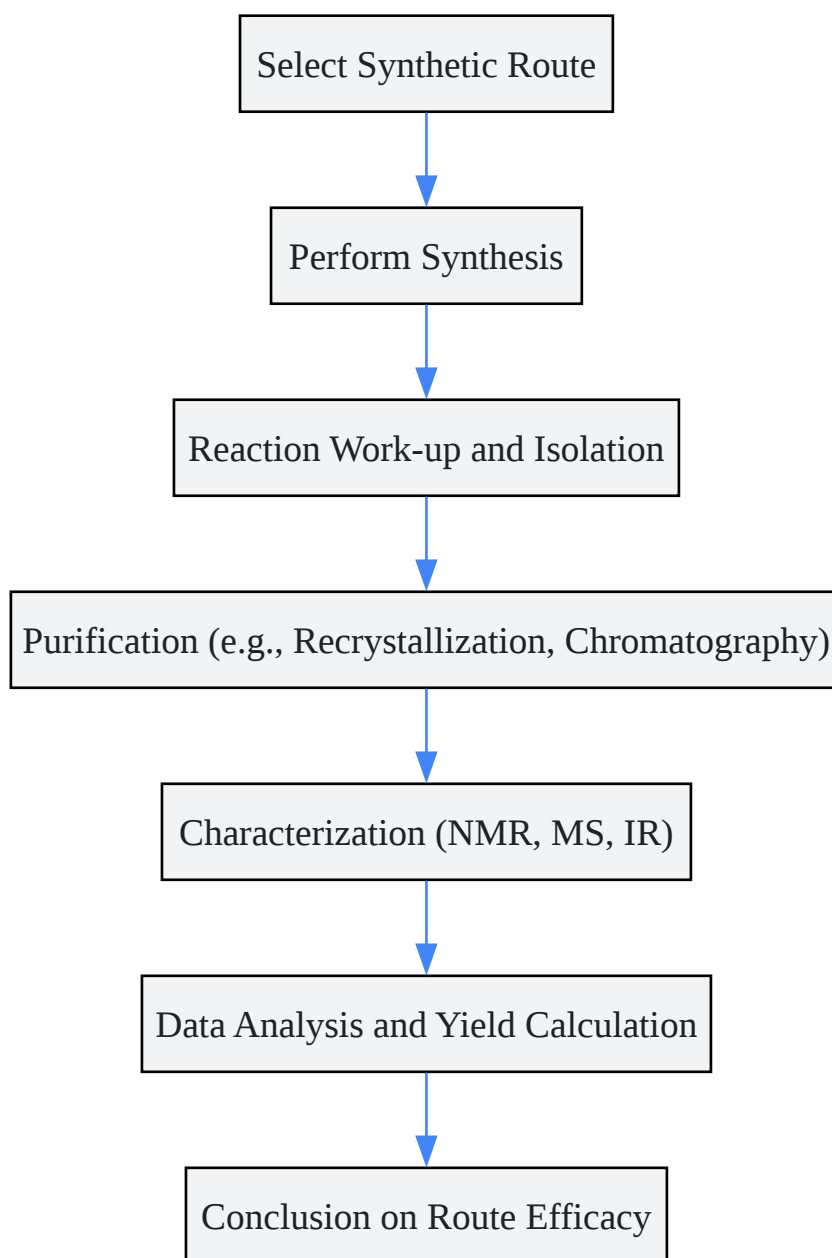 Select Synthetic Route
Perform Synthesis
Reaction Work-up and Isolation
Purification (e.g., Recrystallization, Chromatography)
Characterization (NMR, MS, IR)
Data Analysis and Yield Calculation
Conclusion on Route Efficacy